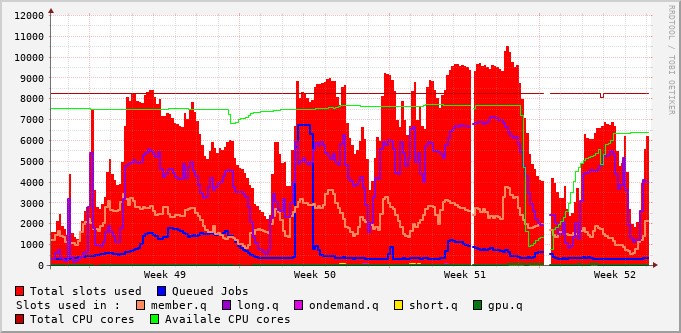 12000
11000
10000
9000
8000
7000
6000
5000
4000
3000
2000
1000
0
Week 49 Week 50 Week 51 Week 52
RRDTOOL / TOBI OETIKER
Total slots used Queued Jobs
Slots used in : member.q long.q ondemand.q short.q gpu.q
Total CPU cores Availale CPU cores